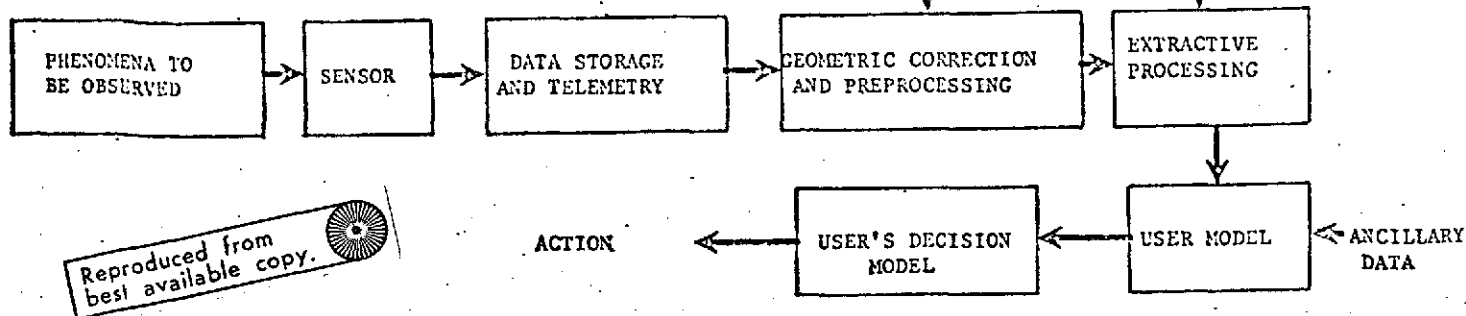 PHENOMENA TO
BE OBSERVED
SENSOR
DATA STORAGE
AND TELEMETRY
GEOMETRIC CORRECTION
AND PREPROCESSING
EXTRACTIVE
PROCESSING
Reproduced from
best available copy.
ACTION
USER'S DECISION
MODEL
USER MODEL
ANCILLARY
DATA